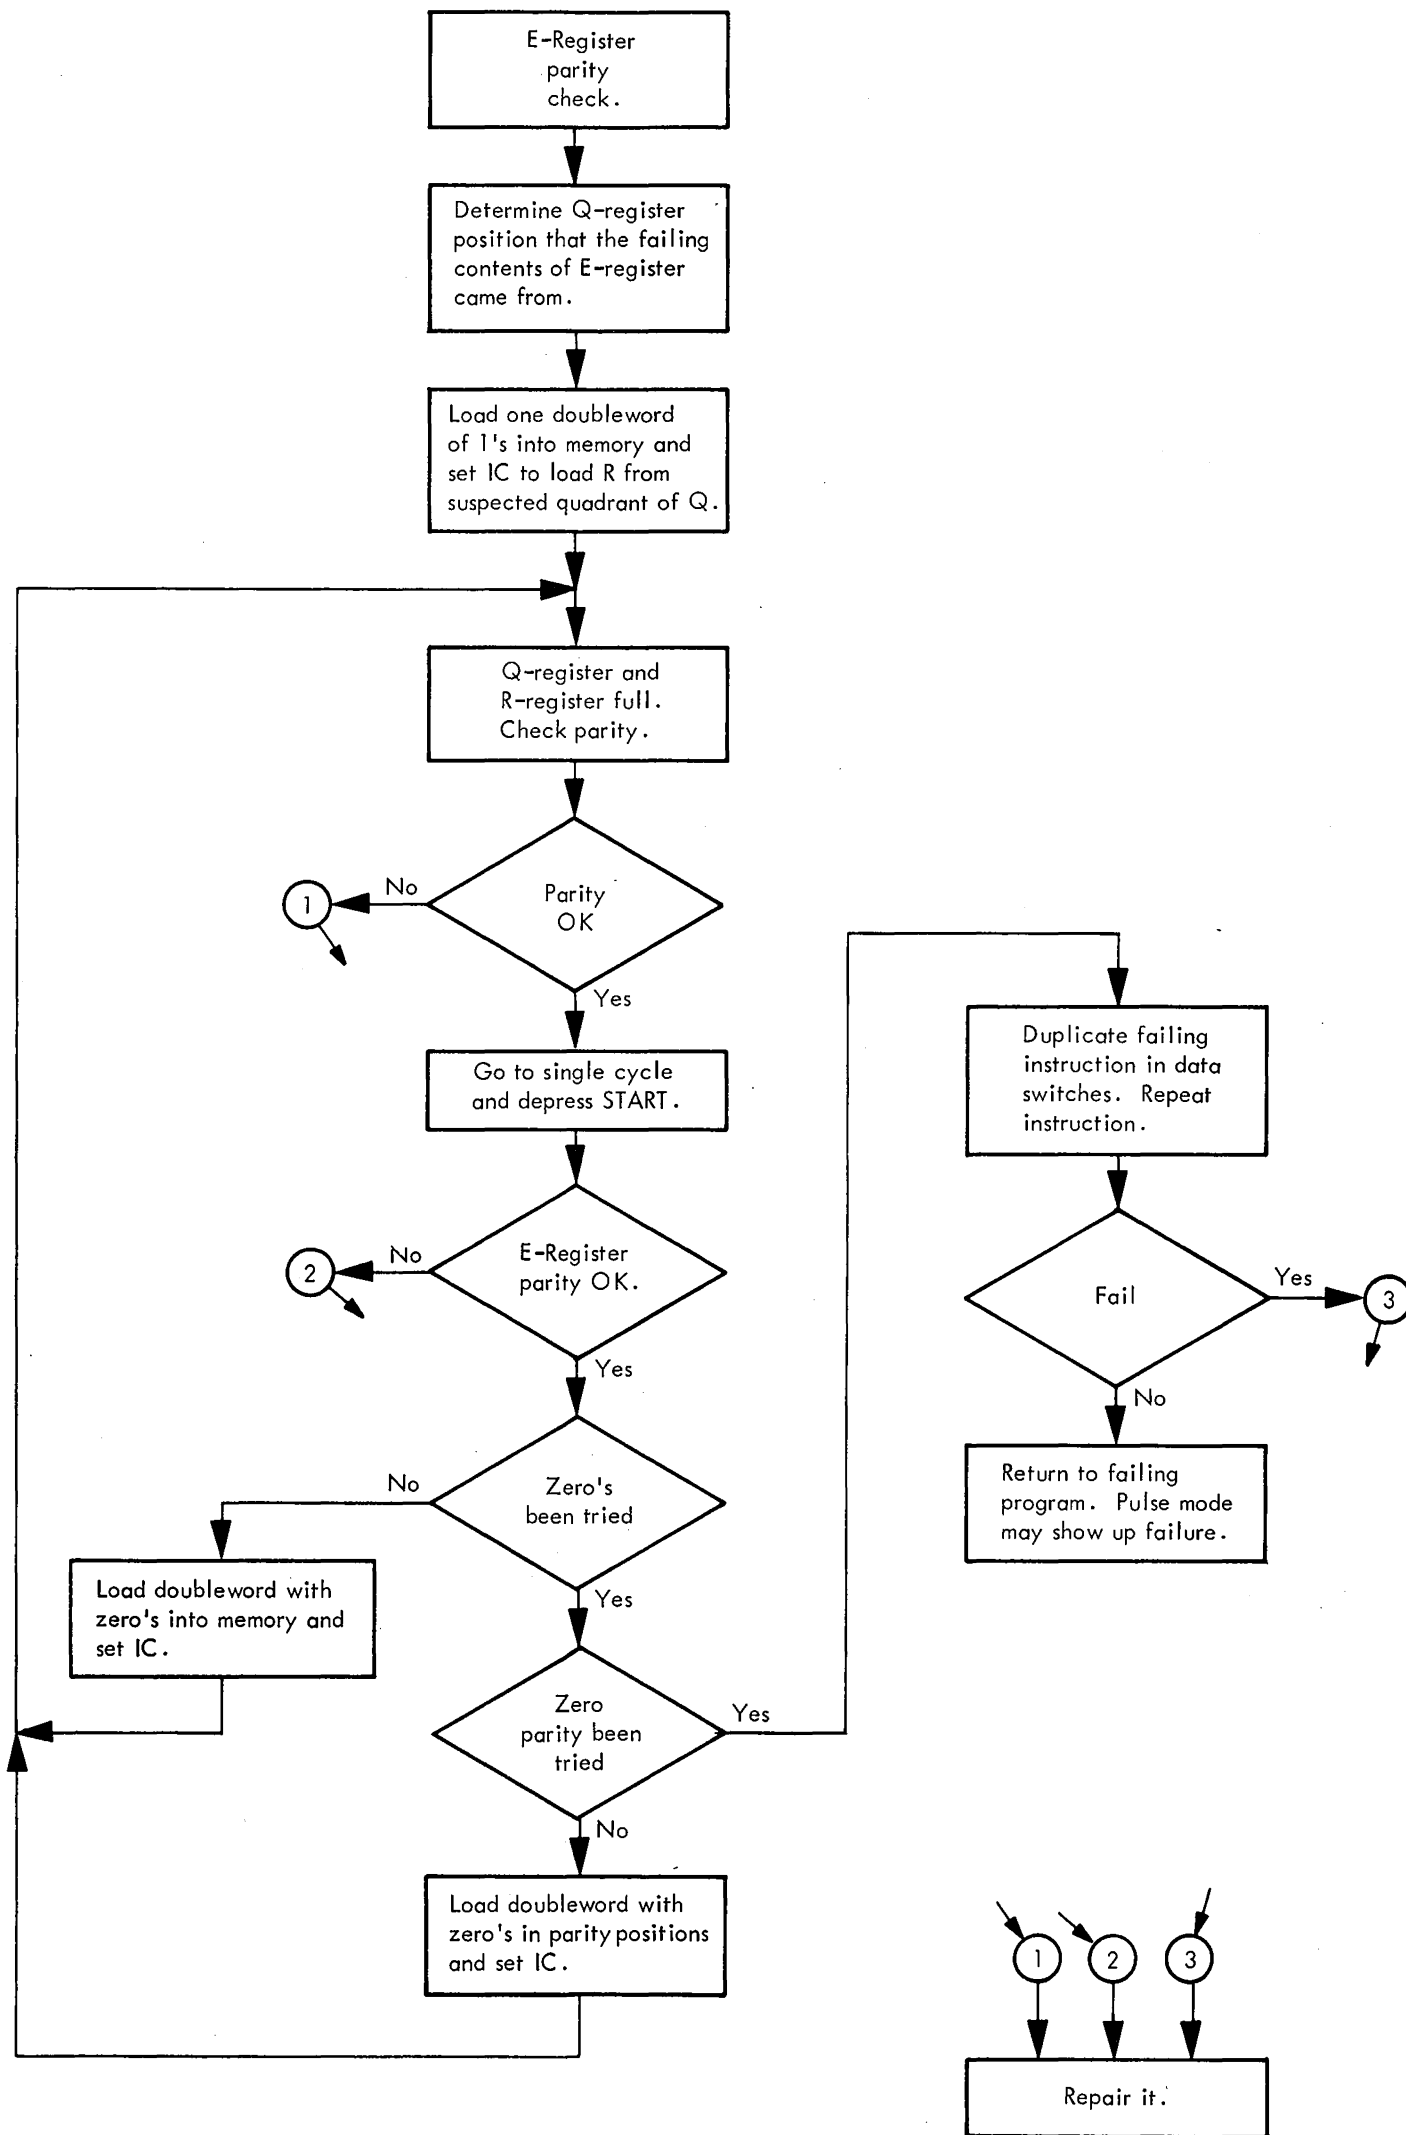 E-Register
parity
check.
Determine Q-register
position that the failing
contents of E-register
came from.
Load one doubleword
of 1's into memory and
set IC to load R from
suspected quadrant of Q.
Q-register and
R-register full.
Check parity.
Parity
OK
No
1
Yes
Go to single cycle
and depress START.
E-Register
parity OK.
No
2
Yes
Zero's
been tried
No
Load doubleword with
zero's into memory and
set IC.
Yes
Zero
parity been
tried
Yes
No
Load doubleword with
zero's in parity positions
and set IC.
Duplicate failing
instruction in data
switches. Repeat
instruction.
Fail
Yes
3
No
Return to failing
program. Pulse mode
may show up failure.
1
2
3
Repair it.